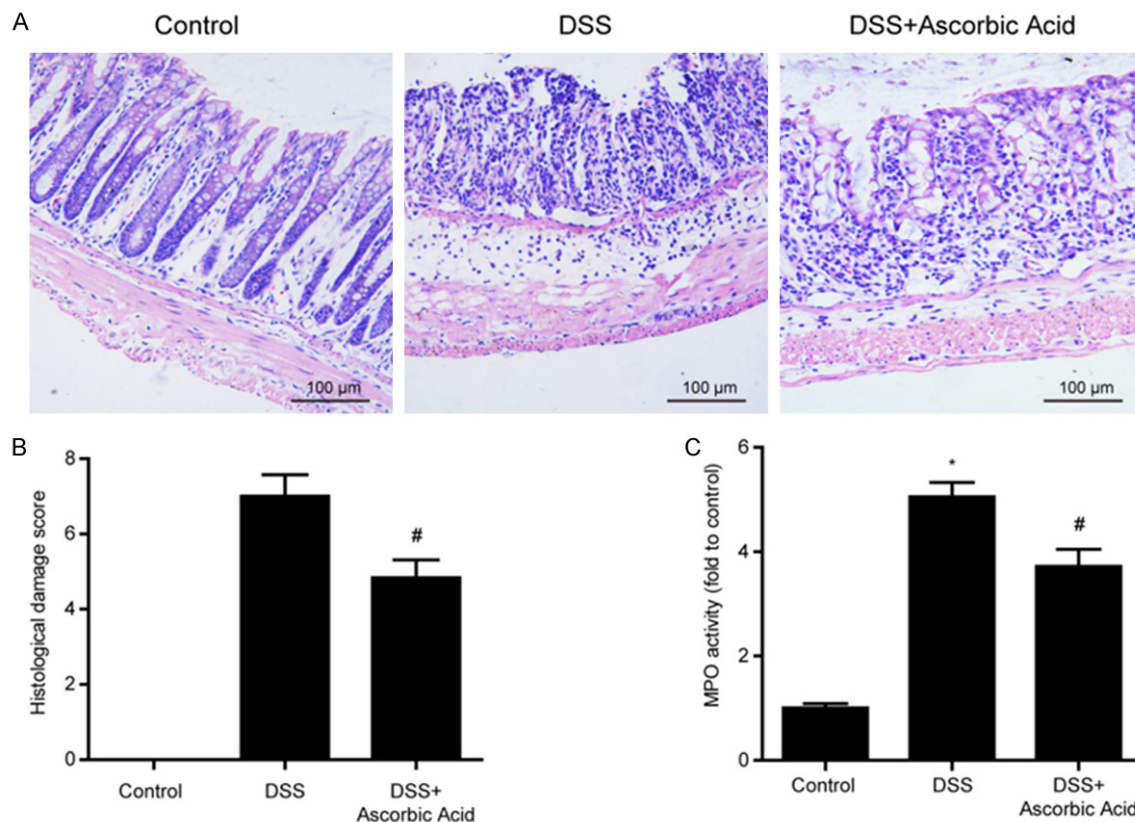 A
Control
DSS
DSS+Ascorbic Acid
100 µm
100 µm
100 µm
B
Histological damage score
8
6
4
2
0
#
Control
DSS
DSS+
Ascorbic Acid
C
MPO activity (fold to control)
6
4
2
0
*
#
Control
DSS
DSS+
Ascorbic Acid